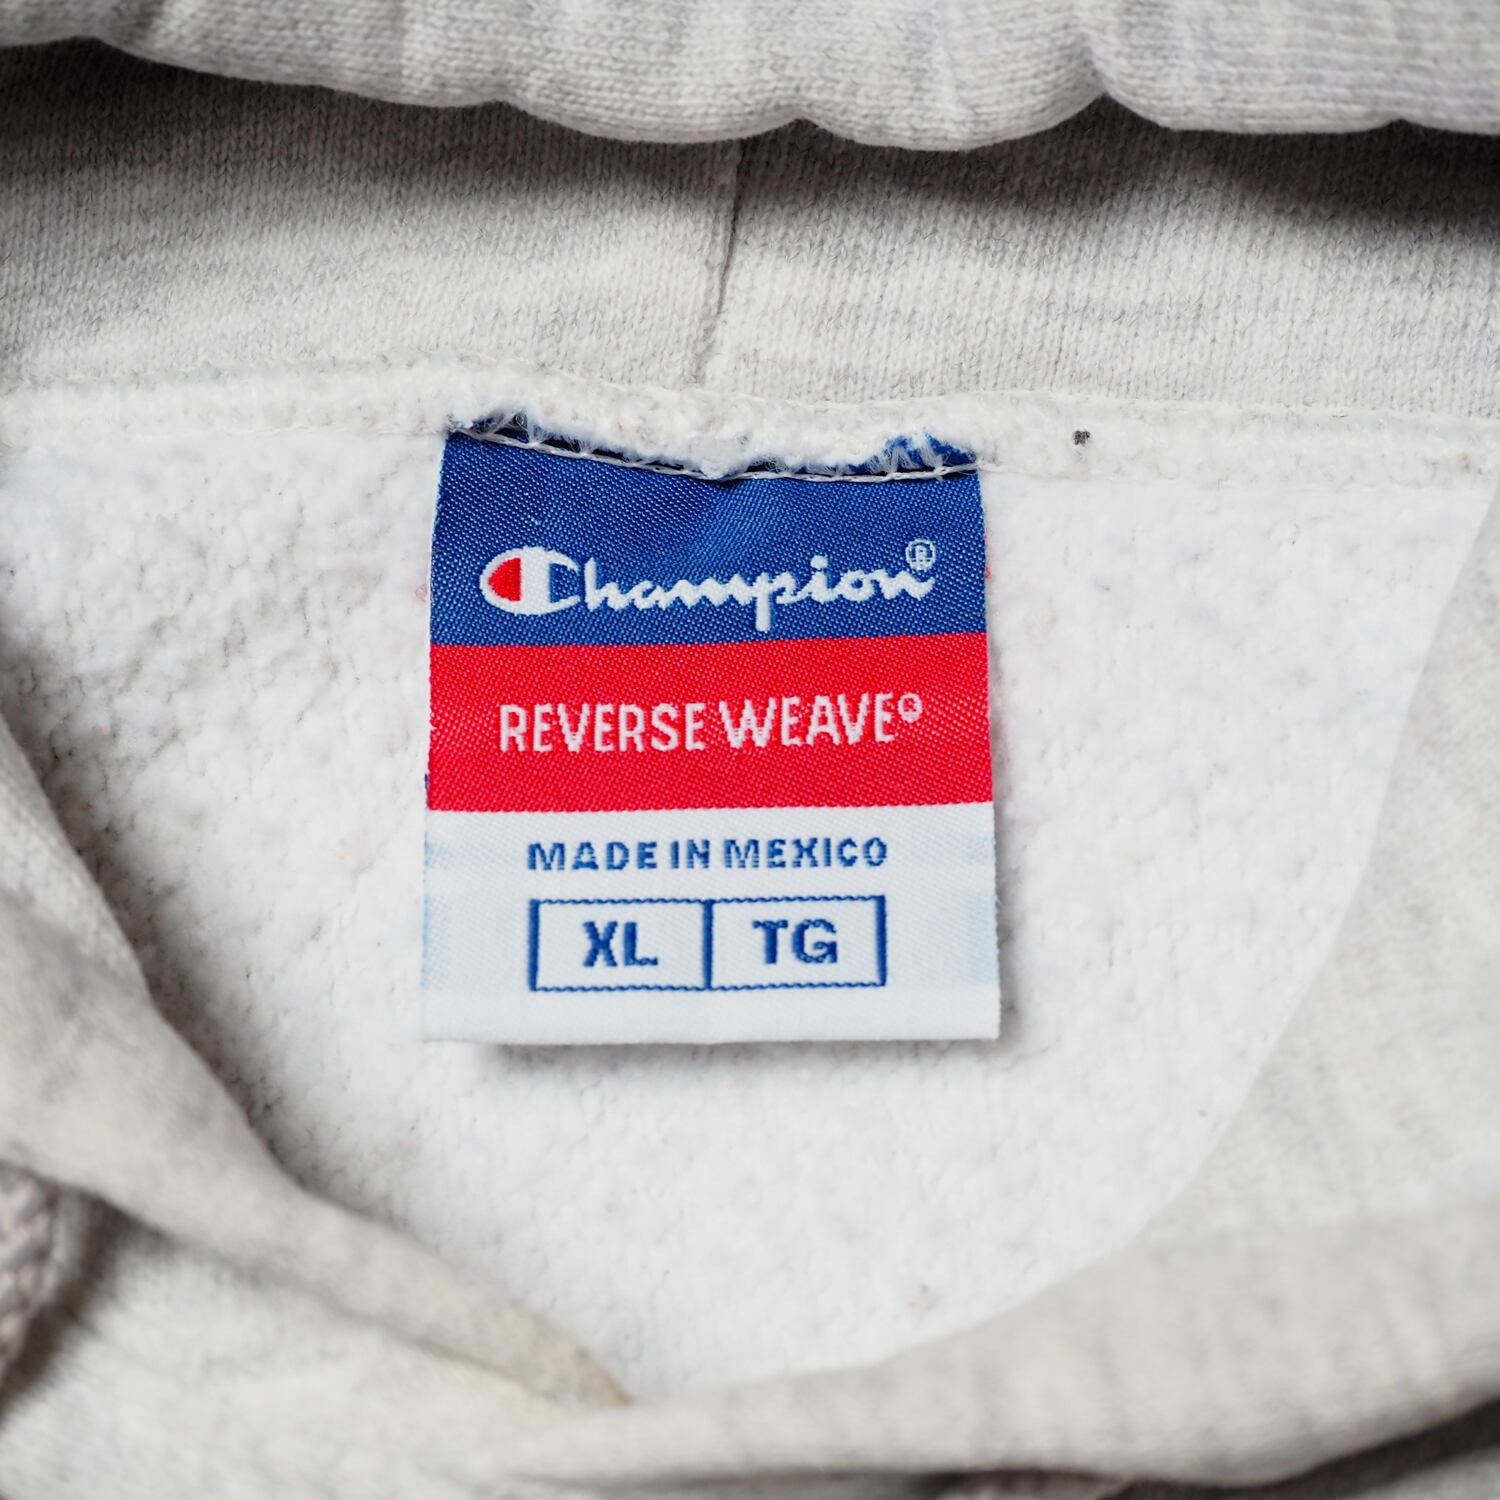 Champion®
REVERSE WEAVE®
MADE IN MEXICO
XL TG